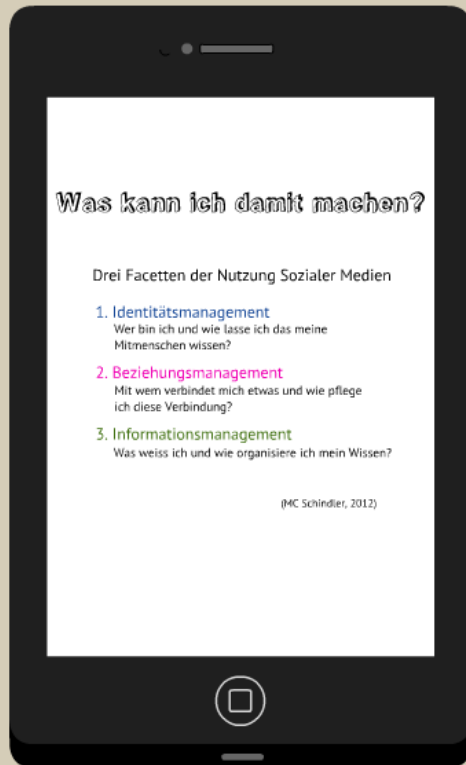 Was kann ich damit machen?
Drei Facetten der Nutzung Sozialer Medien
1. Identitätsmanagement
Wer bin ich und wie lasse ich das meine
Mitmenschen wissen?
2. Beziehungsmanagement
Mit wem verbindet mich etwas und wie pflege
ich diese Verbindung?
3. Informationsmanagement
Was weiss ich und wie organisiere ich mein Wissen?
(MC Schindler, 2012)